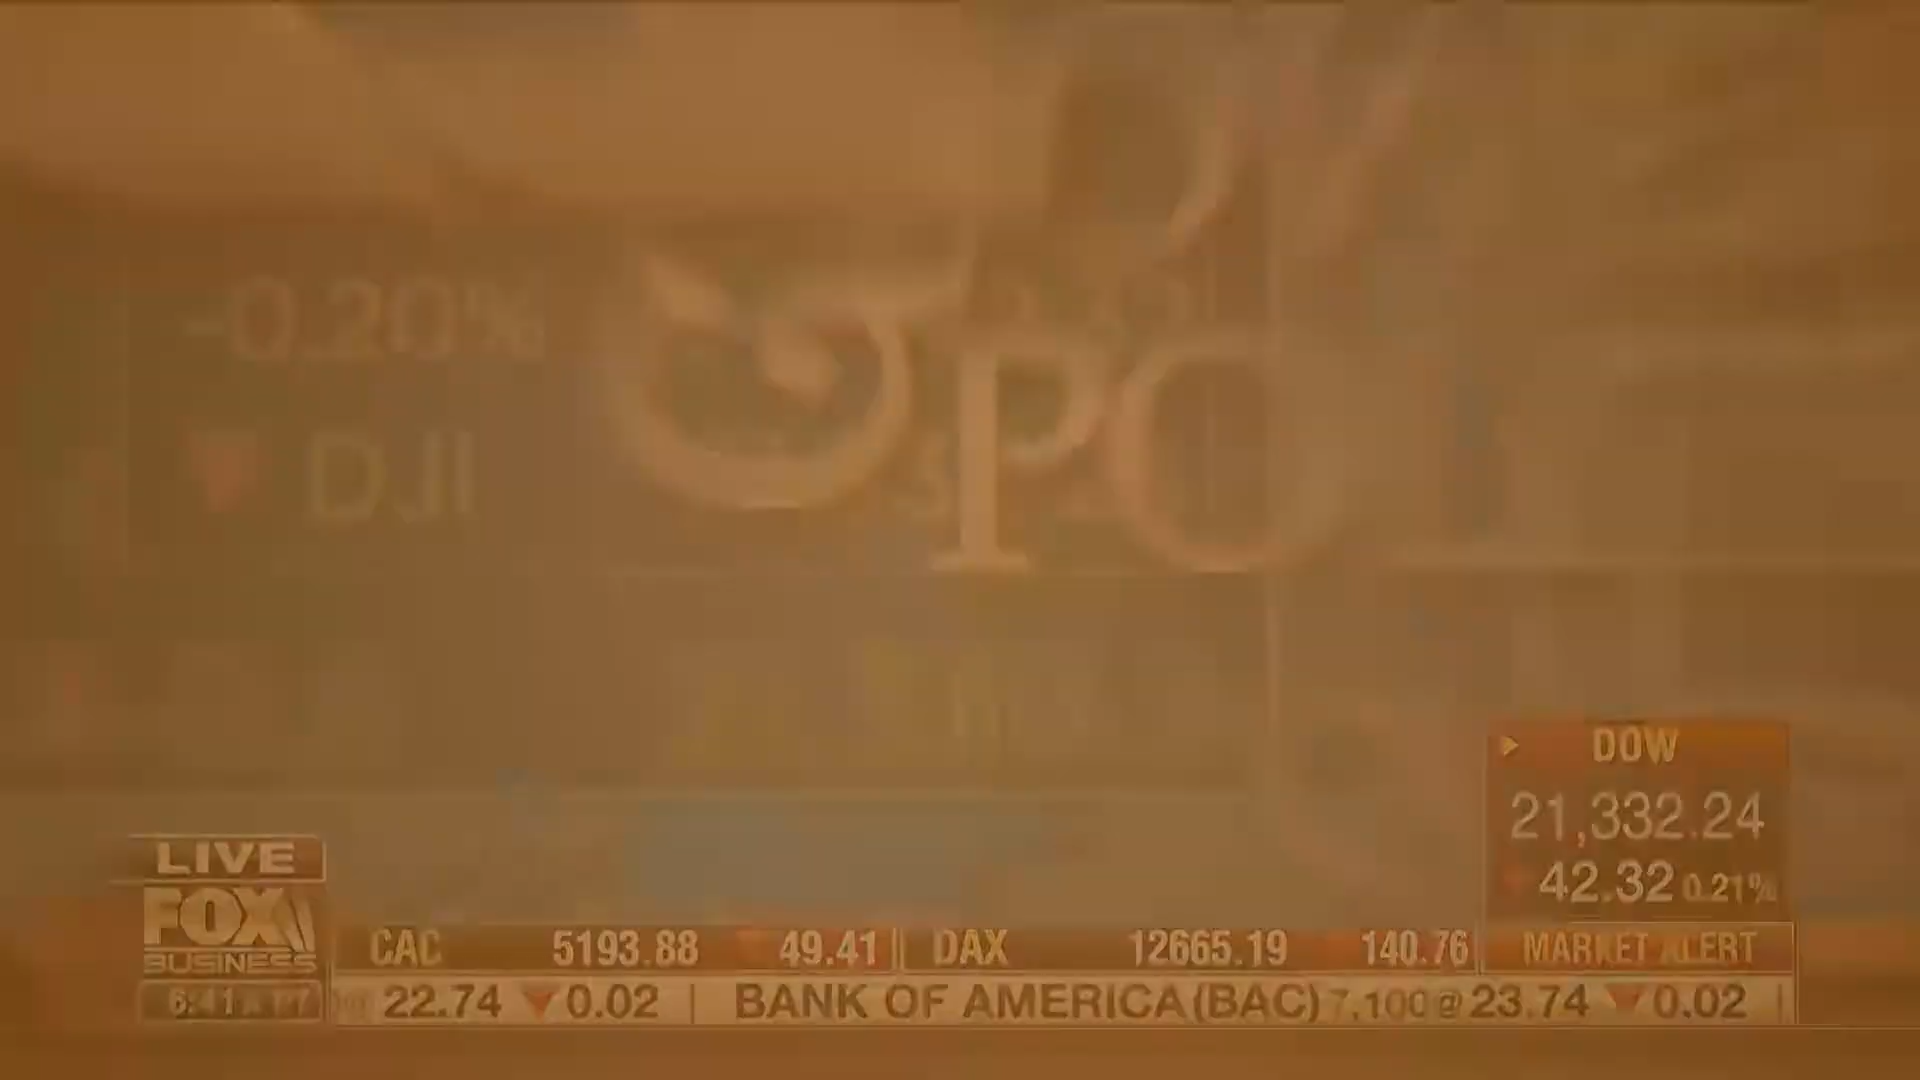 -0.20%
DJI
PO
DOW
21,332.24
42.32 0.21%
MARKET ALERT
LIVE
FOX
BUSINESS
CAC 5193.88 49.41 DAX 12665.19 140.76
22.74 0.02 | BANK OF AMERICA(BAC) 7,100@23.74 0.02